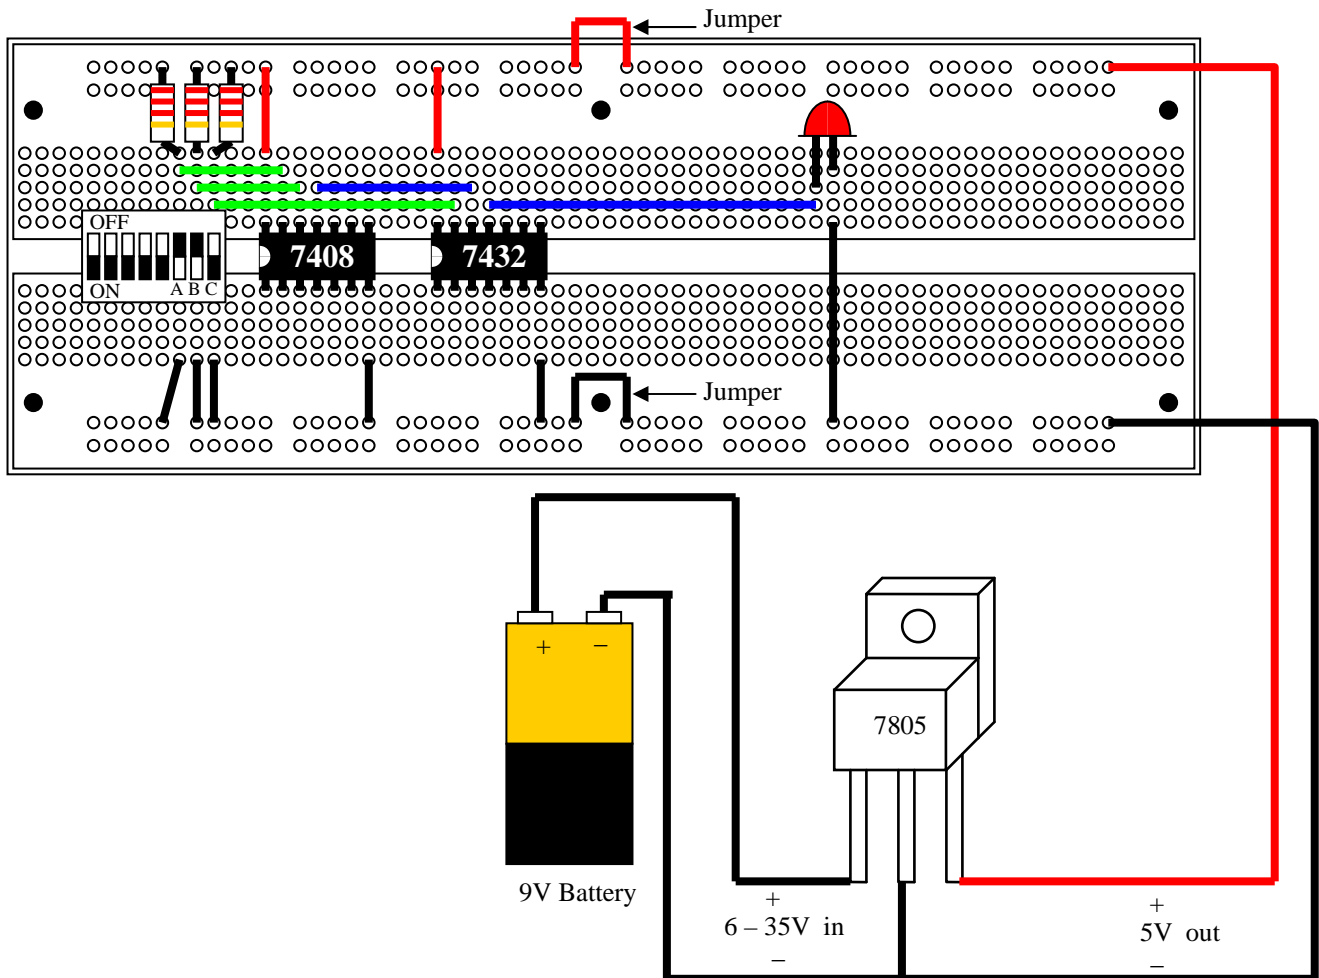 Jumper
OFF
ON
A B C
7408
7432
Jumper
+ –
9V Battery
7805
+
6 – 35V in
–
+
5V out
–